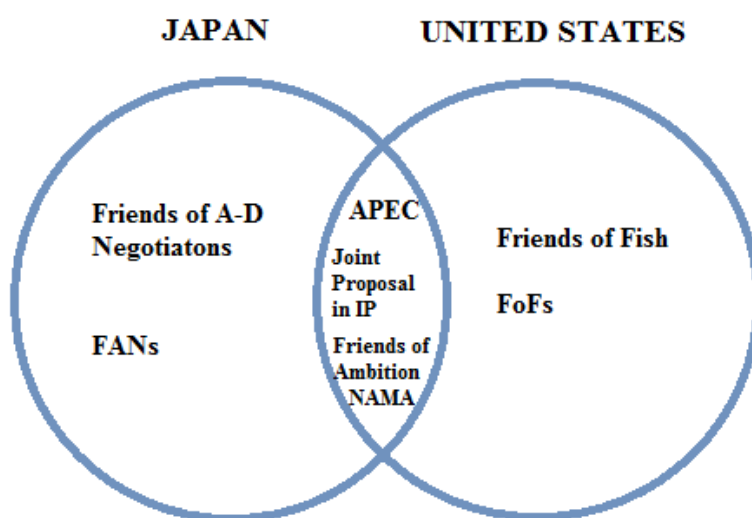 JAPAN
UNITED STATES
Friends of A-D
Negotiatons
FANs
APEC
Joint
Proposal
in IP
Friends of
Ambition
NAMA
Friends of Fish
FoFs